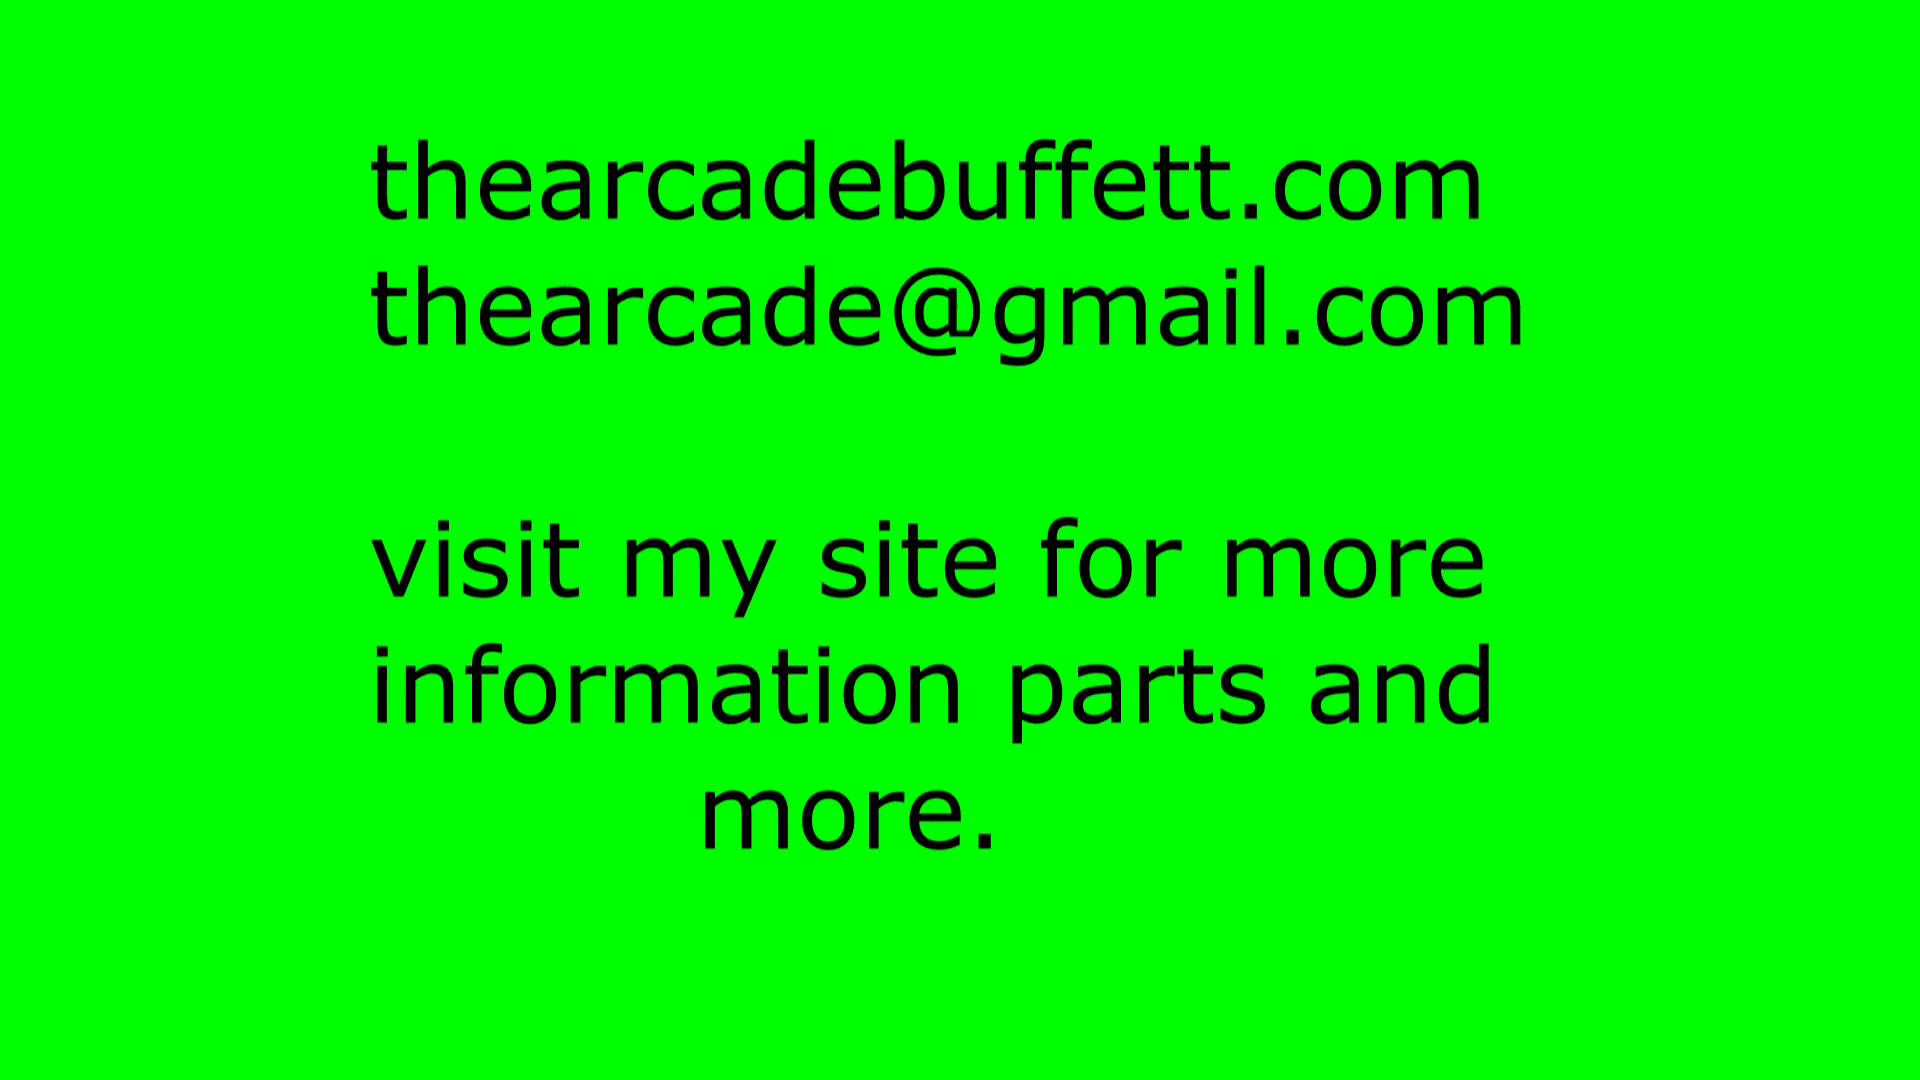 thearcadebuffett.com
thearcade@gmail.com
visit my site for more
information parts and
more.